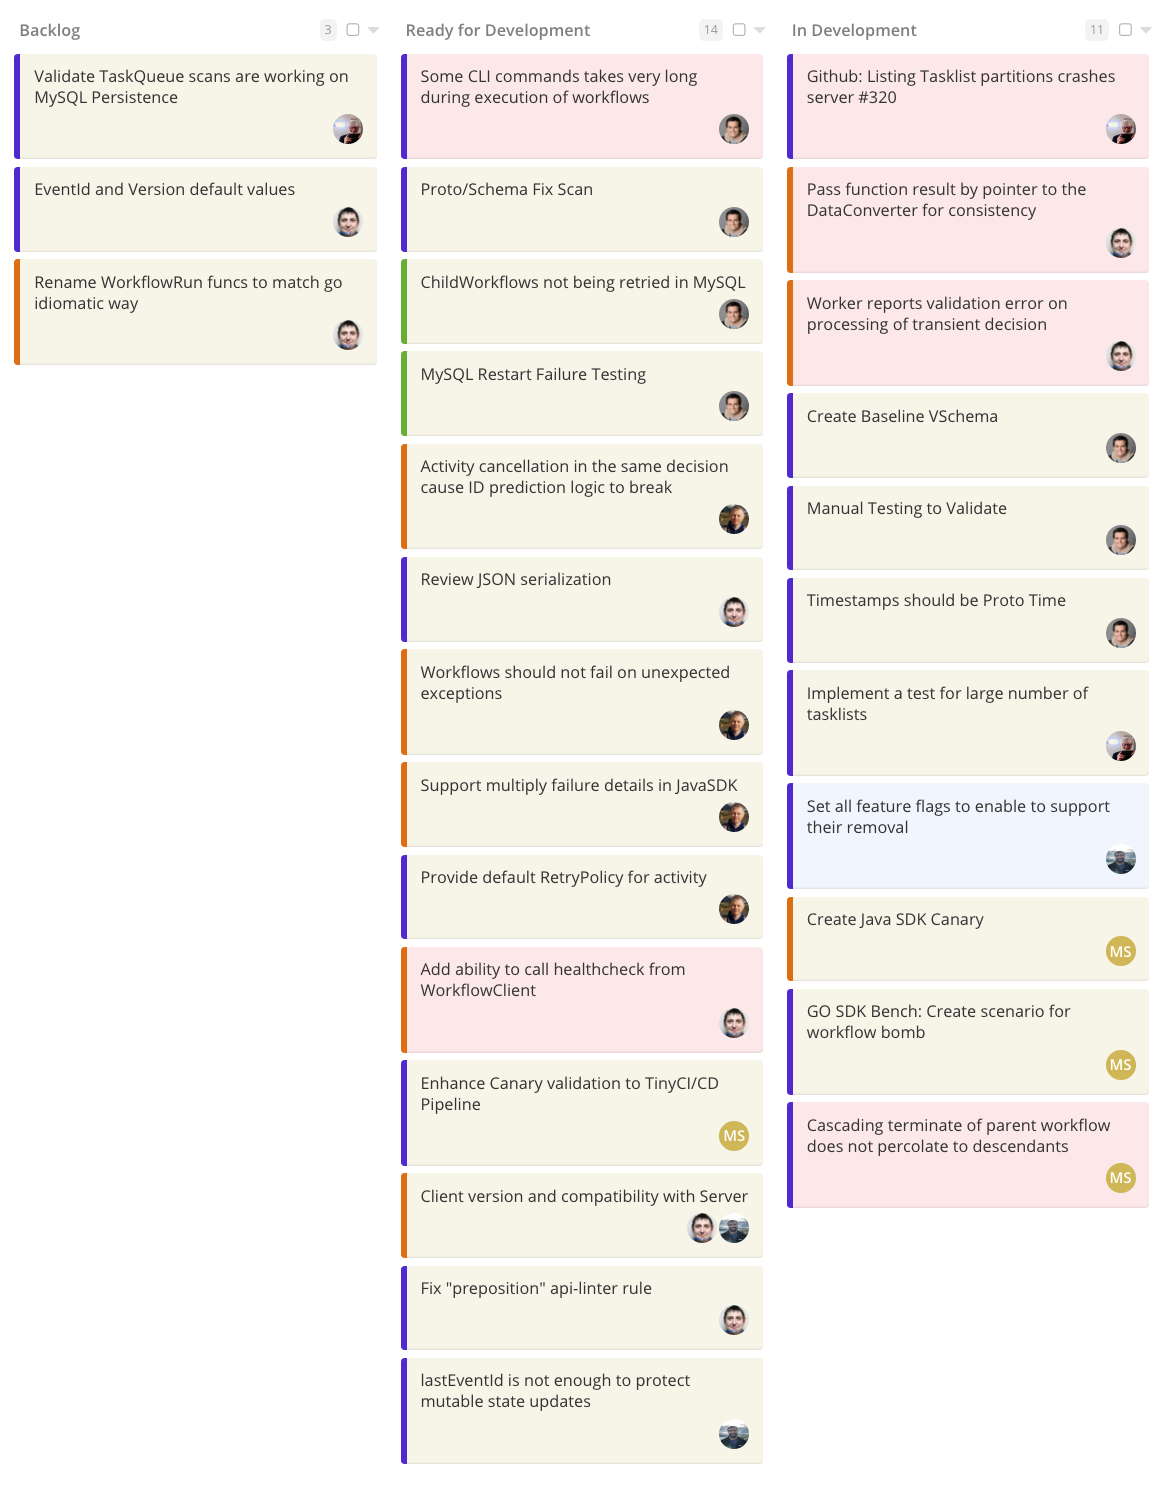 Backlog
3
Validate TaskQueue scans are working on
MySQL Persistence
EventId and Version default values
Rename WorkflowRun funcs to match go
idiomatic way
Ready for Development
14
Some CLI commands takes very long
during execution of workflows
Proto/Schema Fix Scan
ChildWorkflows not being retried in MySQL
MySQL Restart Failure Testing
Activity cancellation in the same decision
cause ID prediction logic to break
Review JSON serialization
Workflows should not fail on unexpected
exceptions
Support multiply failure details in JavaSDK
Provide default RetryPolicy for activity
Add ability to call healthcheck from
WorkflowClient
Enhance Canary validation to TinyCI/CD
Pipeline
MS
Client version and compatibility with Server
Fix "preposition" api-linter rule
lastEventId is not enough to protect
mutable state updates
In Development
11
Github: Listing Tasklist partitions crashes
server #320
Pass function result by pointer to the
DataConverter for consistency
Worker reports validation error on
processing of transient decision
Create Baseline VSchema
Manual Testing to Validate
Timestamps should be Proto Time
Implement a test for large number of
tasklists
Set all feature flags to enable to support
their removal
Create Java SDK Canary
MS
GO SDK Bench: Create scenario for
workflow bomb
MS
Cascading terminate of parent workflow
does not percolate to descendants
MS